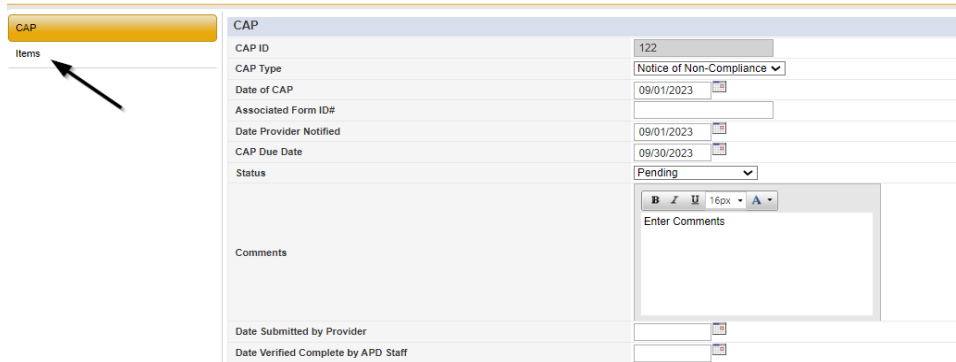 CAP
Items
CAP
CAP ID 122
CAP Type Notice of Non-Compliance
Date of CAP 09/01/2023
Associated Form ID#
Date Provider Notified 09/01/2023
CAP Due Date 09/30/2023
Status Pending
B I U 16px A
Enter Comments
Comments
Date Submitted by Provider
Date Verified Complete by APD Staff